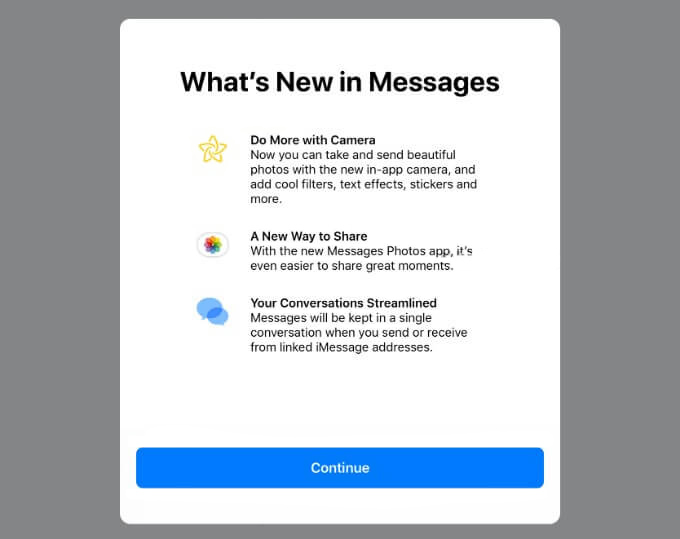 What's New in Messages
Do More with Camera
Now you can take and send beautiful
photos with the new in-app camera, and
add cool filters, text effects, stickers and
more.
A New Way to Share
With the new Messages Photos app, it's
even easier to share great moments.
Your Conversations Streamlined
Messages will be kept in a single
conversation when you send or receive
from linked iMessage addresses.
Continue